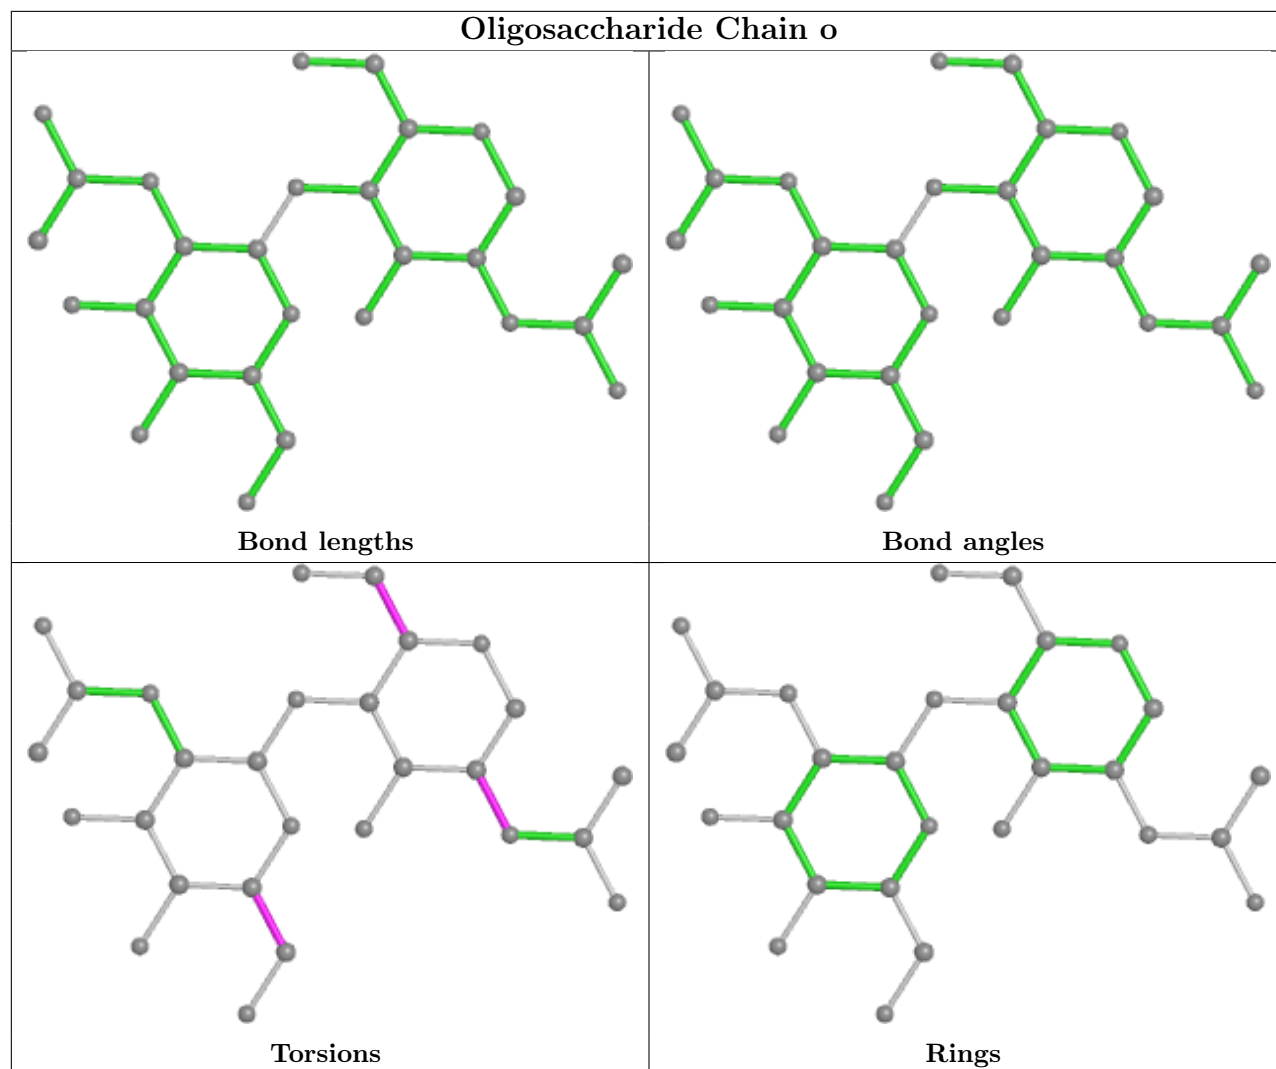 Oligosaccharide Chain o
Bond lengths
Bond angles
Torsions
Rings